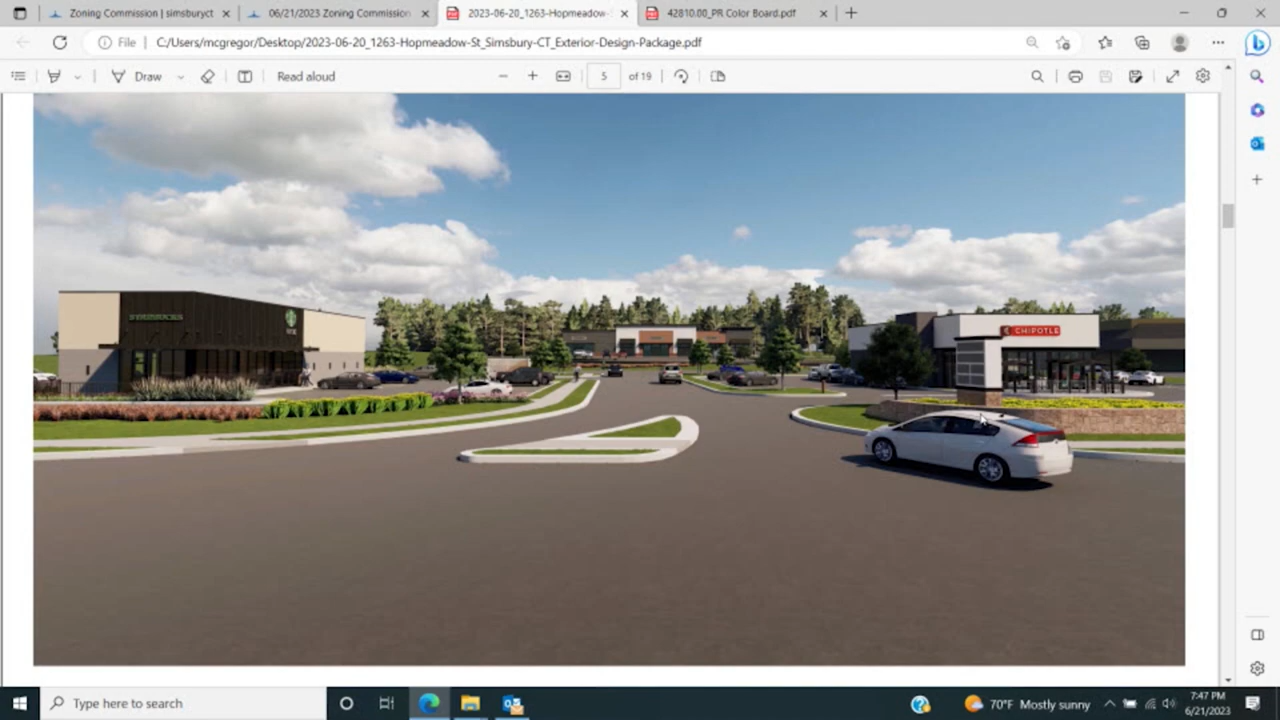 Zoning Commission | simsburyct
06/21/2023 Zoning Commission
2023-06-20_1263-Hopmeadow-
42810.00_PR Color Board.pdf
File
C:/Users/mcgregor/Desktop/2023-06-20_1263-Hopmeadow-St_Simsbury-CT_Exterior-Design-Package.pdf
Draw
Read aloud
5
of 19
STARBUCKS
CHIPOTLE
Type here to search
70°F Mostly sunny
7:47 PM
6/21/2023